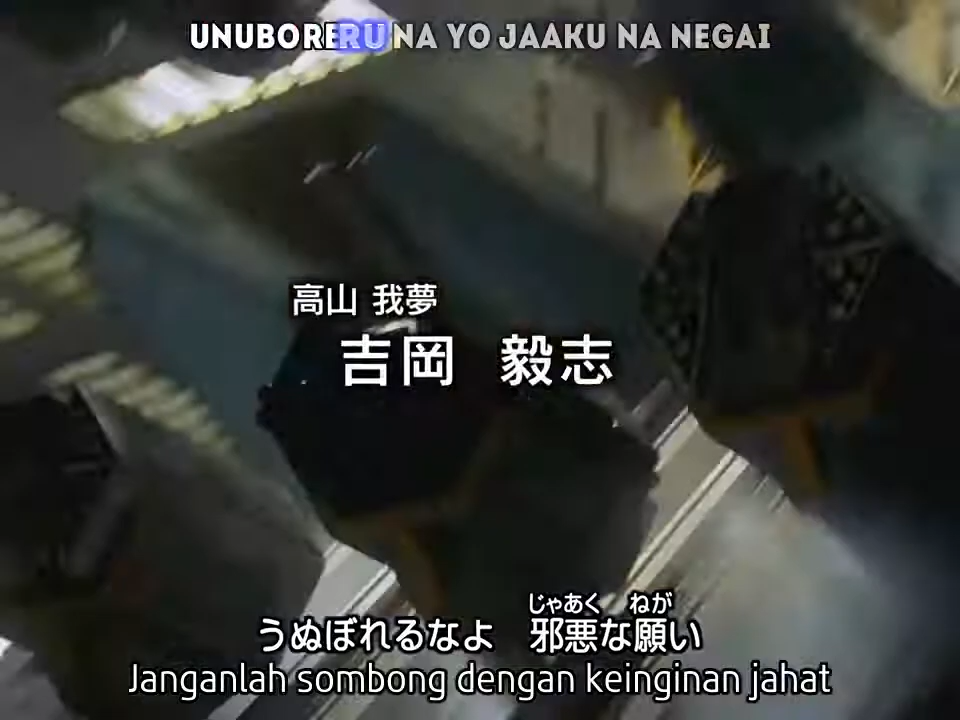 UNUBORERU NA YO JAAKU NA NEGAI
高山 我夢
吉岡 毅志
じゃあく ねが
うぬぼれるなよ 邪悪な願い
Janganlah sombong dengan keinginan jahat